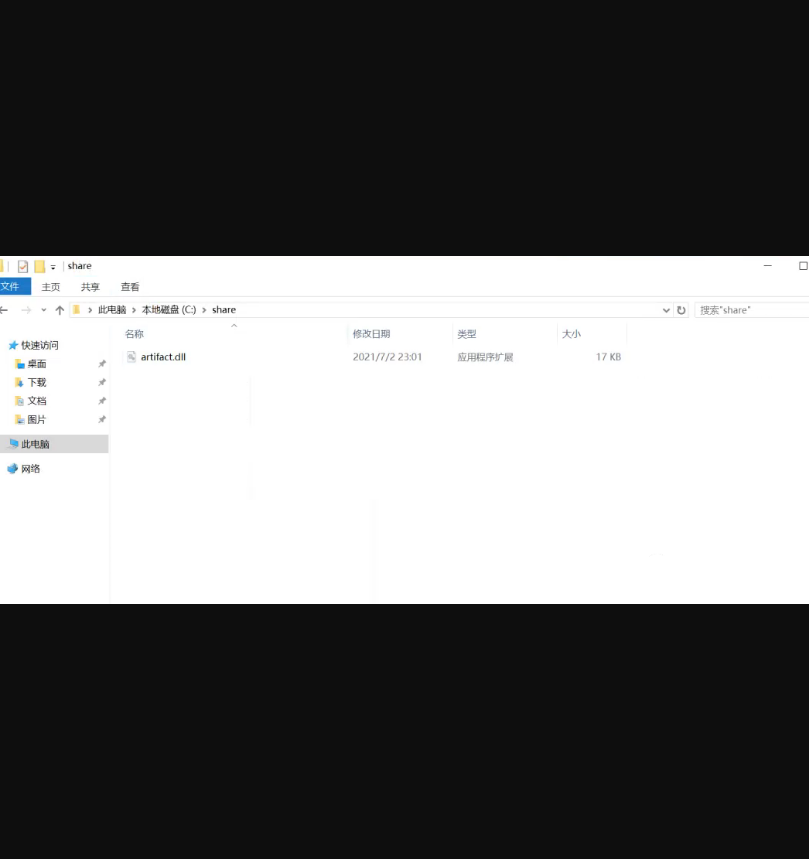 share
文件 主页 共享 查看
此电脑 本地磁盘 (C:) share 搜索"share"
名称 修改日期 类型 大小
快速访问
artifact.dll 2021/7/2 23:01 应用程序扩展 17 KB
桌面
下载
文档
图片
此电脑
网络